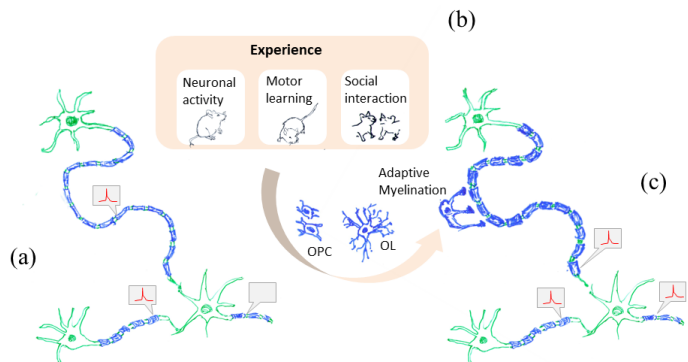 (b)
Experience
Neuronal
activity
Motor
learning
Social
interaction
Adaptive
Myelination
(c)
(a)
OPC
OL